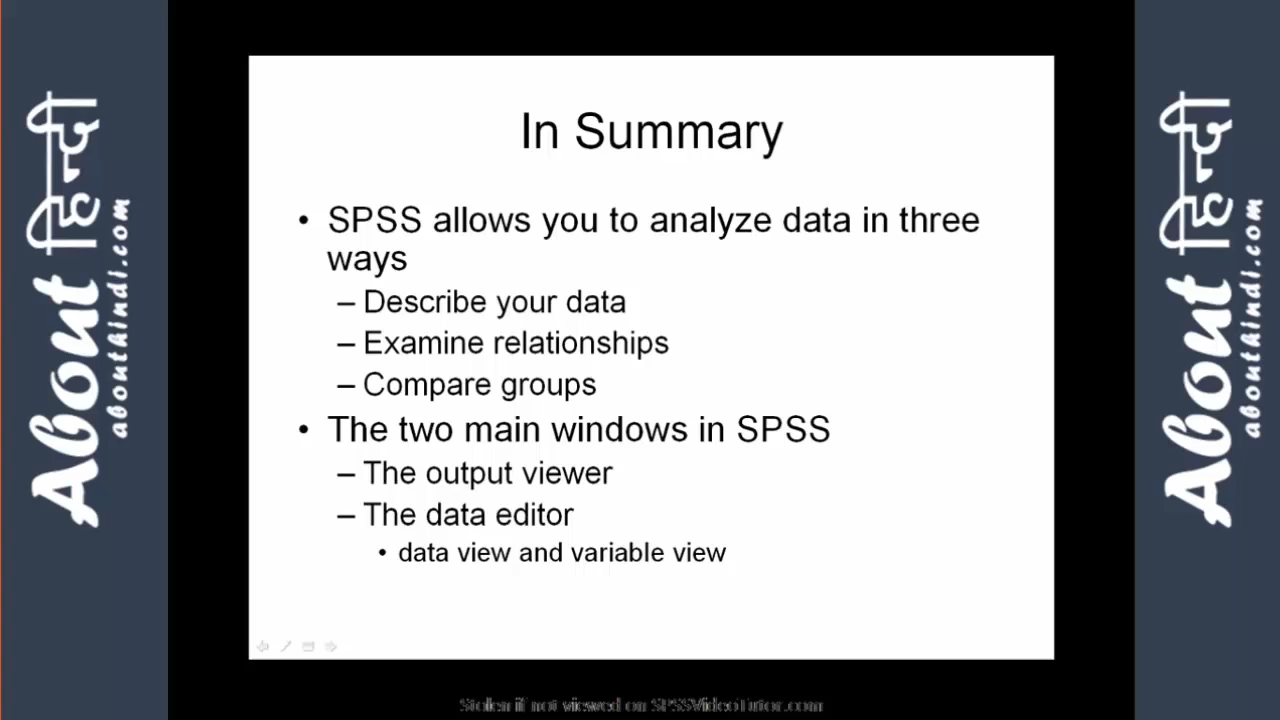 In Summary
• SPSS allows you to analyze data in three
ways
– Describe your data
– Examine relationships
– Compare groups
• The two main windows in SPSS
– The output viewer
– The data editor
• data view and variable view
About हिन्दी
abouthindi.com
About हिन्दी
abouthindi.com
Stolen if not viewed on SPSSVideoTutor.com